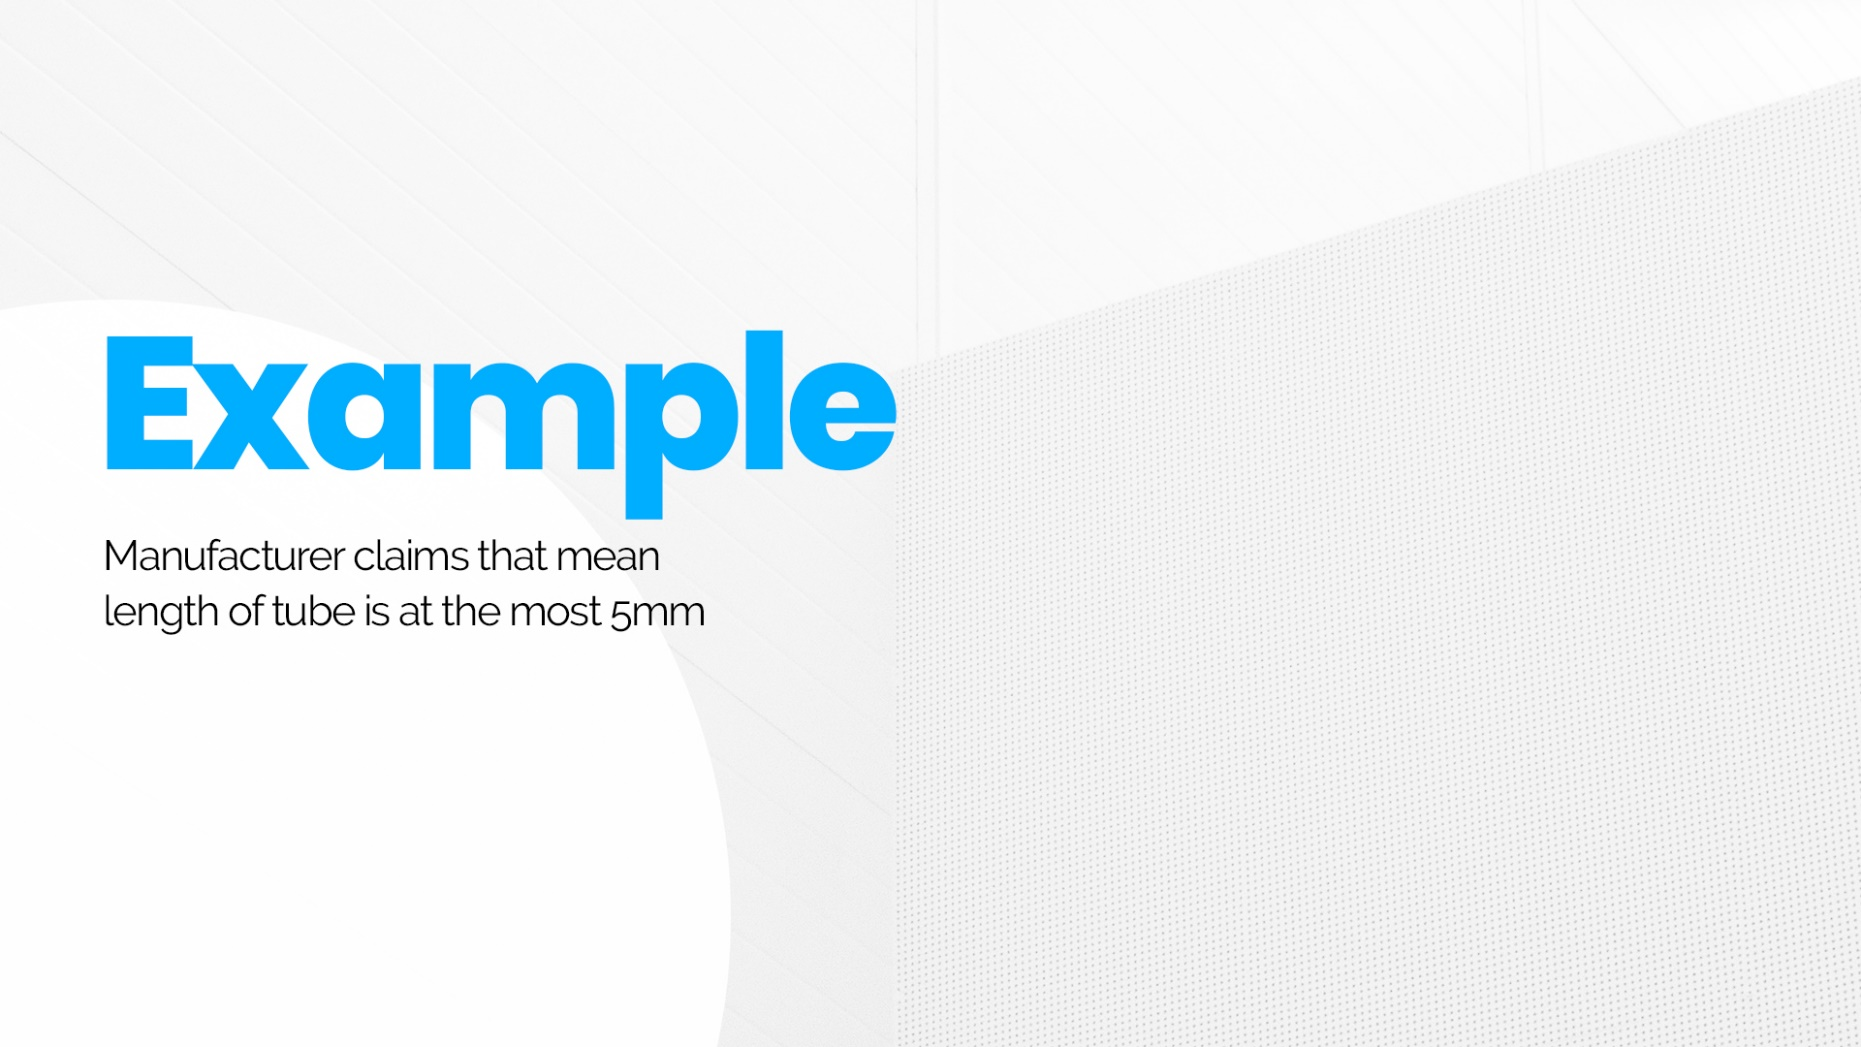 Example
Manufacturer claims that mean
length of tube is at the most 5mm